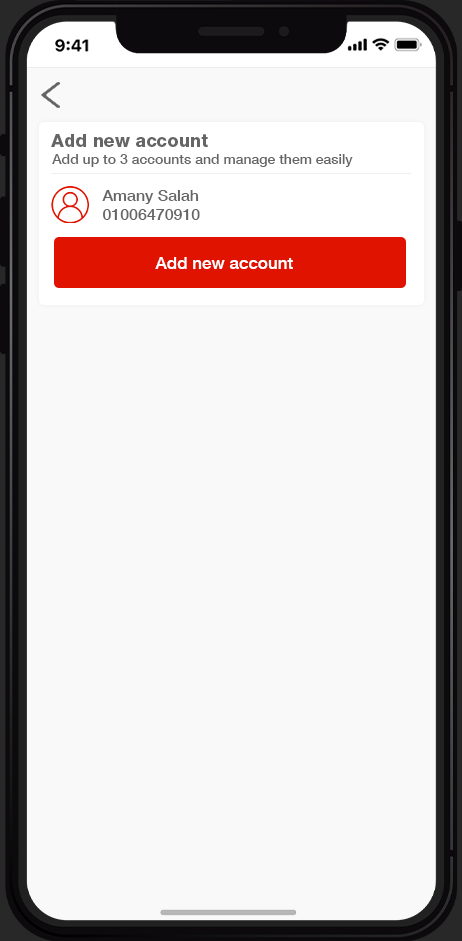 9:41
Add new account
Add up to 3 accounts and manage them easily
Amany Salah
01006470910
Add new account